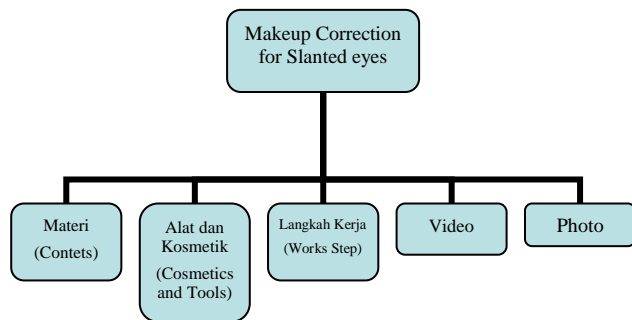 Makeup Correction
for Slanted eyes
Materi
(Contets)
Alat dan
Kosmetik
(Cosmetics
and Tools)
Langkah Kerja
(Works Step)
Video
Photo